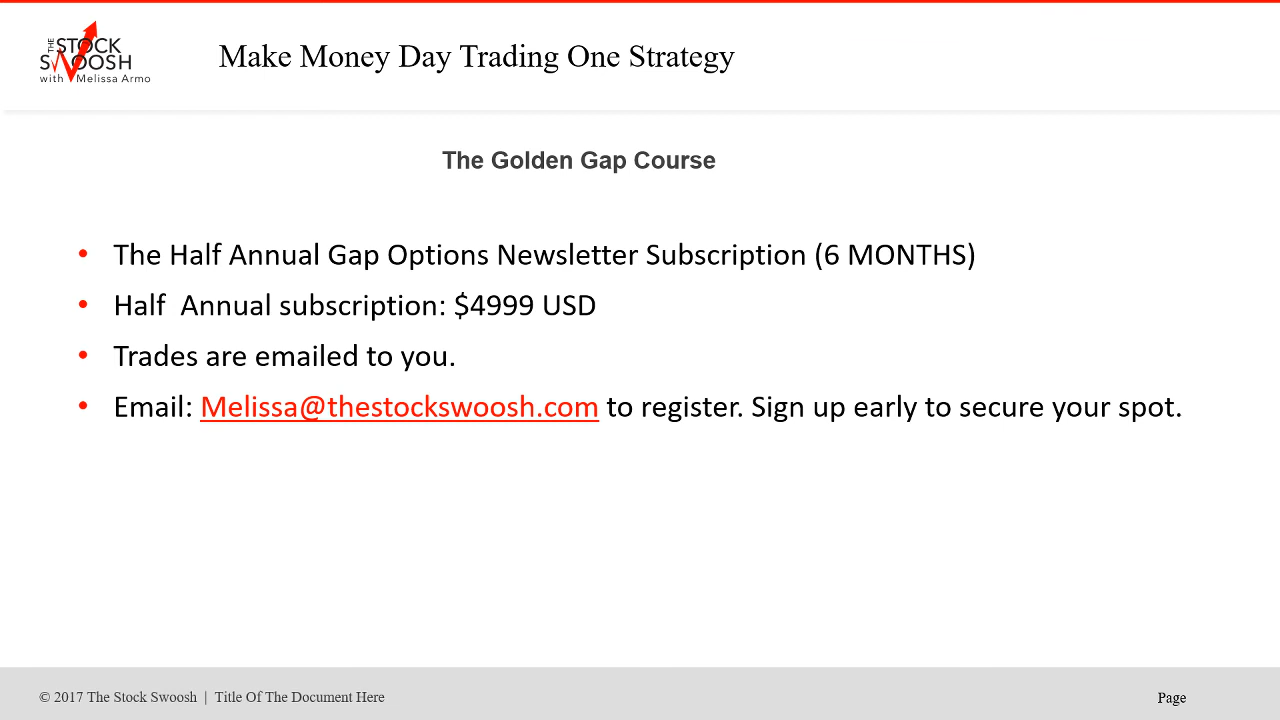 THE STOCK
SWOOSH
with Melissa Armo
Make Money Day Trading One Strategy
The Golden Gap Course
• The Half Annual Gap Options Newsletter Subscription (6 MONTHS)
• Half  Annual subscription: $4999 USD
• Trades are emailed to you.
• Email: Melissa@thestockswoosh.com to register. Sign up early to secure your spot.
© 2017 The Stock Swoosh | Title Of The Document Here
Page